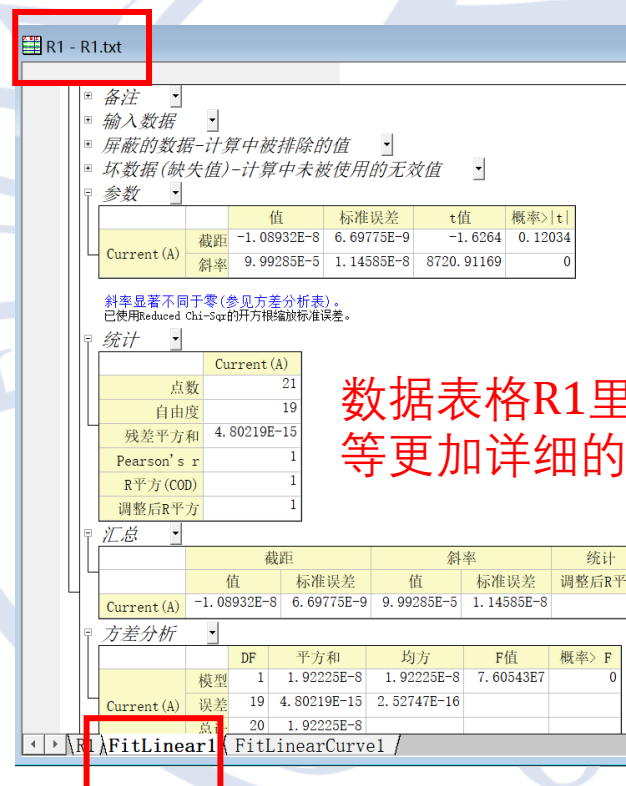 R1 - R1.txt
备注
输入数据
屏蔽的数据-计算中被排除的值
坏数据(缺失值)-计算中未被使用的无效值
参数
值 标准误差 t值 概率>|t|
Current(A) 截距 -1.08932E-8 6.69775E-9 -1.6264 0.12034
斜率 9.99285E-5 1.14585E-8 8720.91169 0
斜率显著不同于零(参见方差分析表)。
已使用Reduced Chi-Sqr的开方根缩放标准误差。
统计
Current(A)
点数 21
自由度 19
残差平方和 4.80219E-15
Pearson's r 1
R平方(COD) 1
调整后R平方 1
数据表格R1里
等更加详细的
汇总
截距 斜率 统计
值 标准误差 值 标准误差 调整后R平
Current(A) -1.08932E-8 6.69775E-9 9.99285E-5 1.14585E-8
方差分析
DF 平方和 均方 F值 概率> F
模型 1 1.92225E-8 1.92225E-8 7.60543E7 0
Current(A) 误差 19 4.80219E-15 2.52747E-16
总计 20 1.92225E-8
R1 FitLinear1 FitLinearCurve1